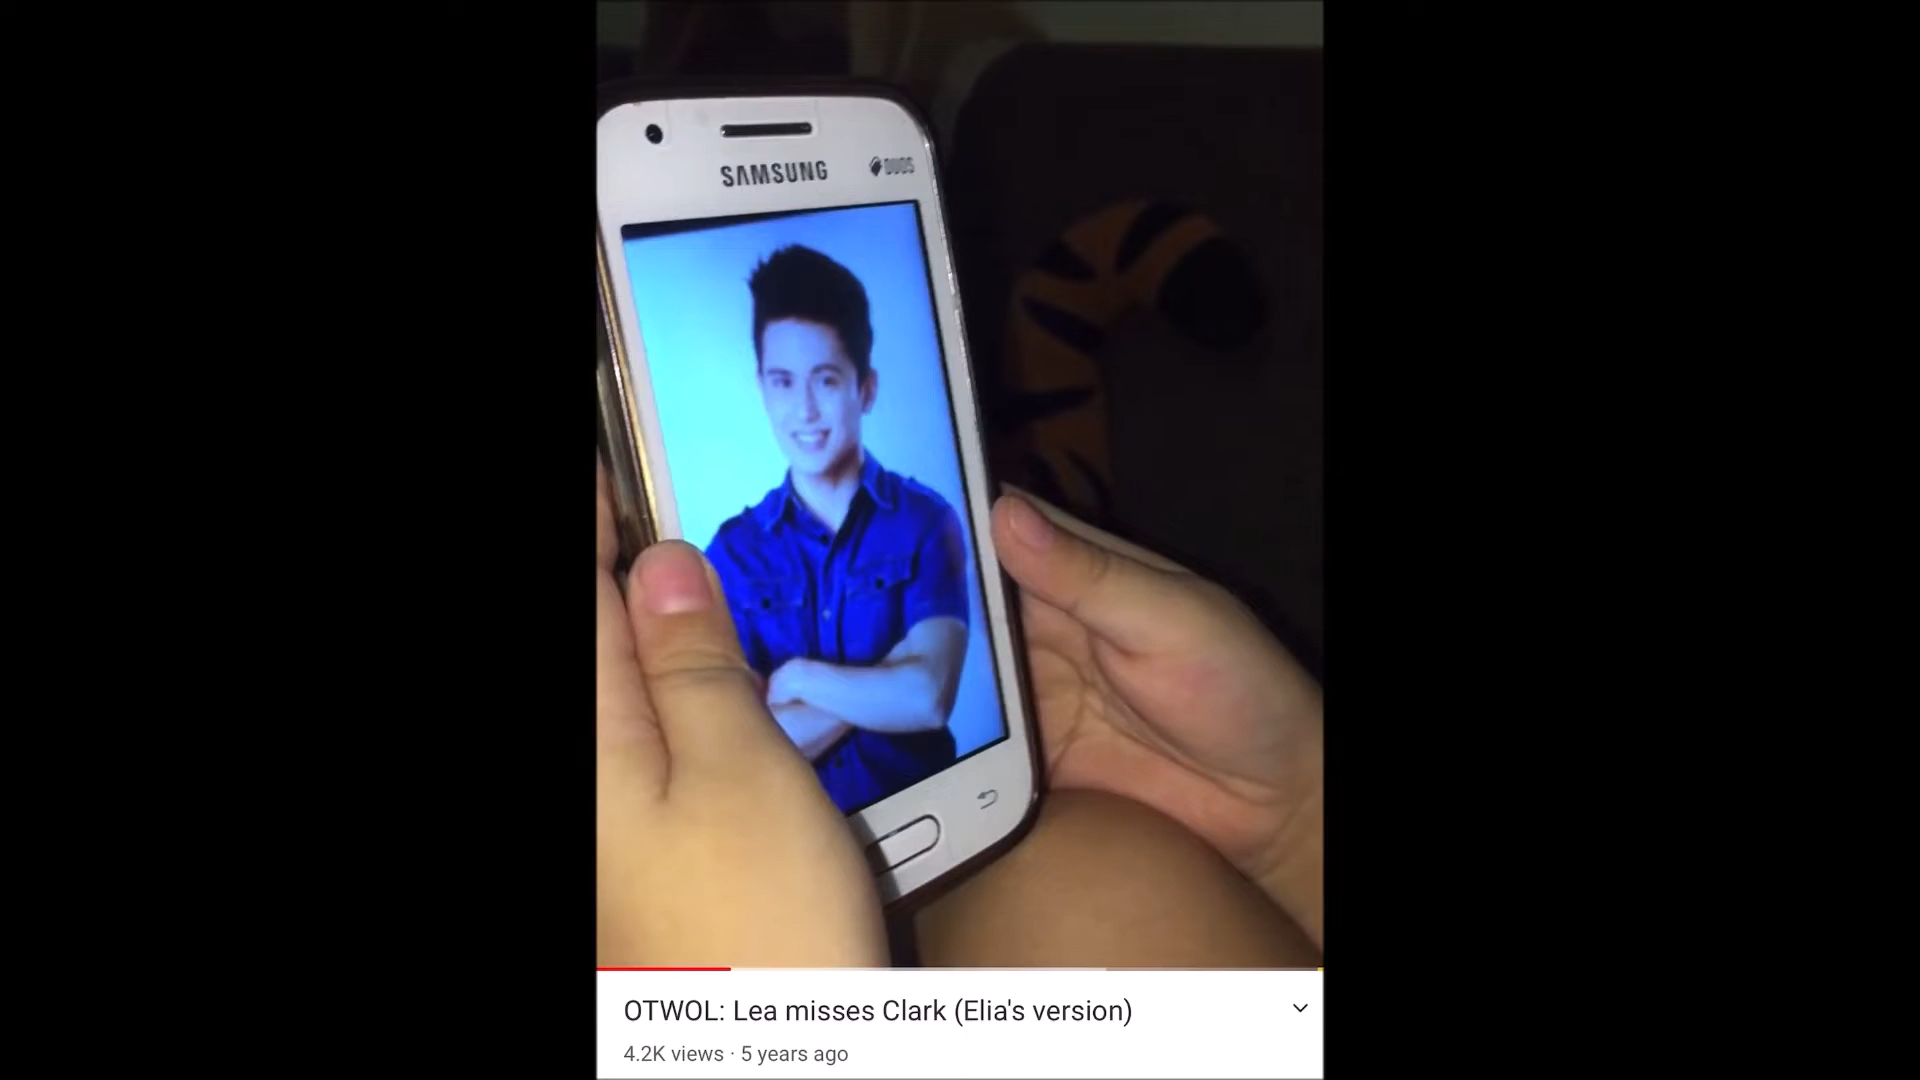 SAMSUNG
DUOS
OTWOL: Lea misses Clark (Elia's version)
4.2K views · 5 years ago